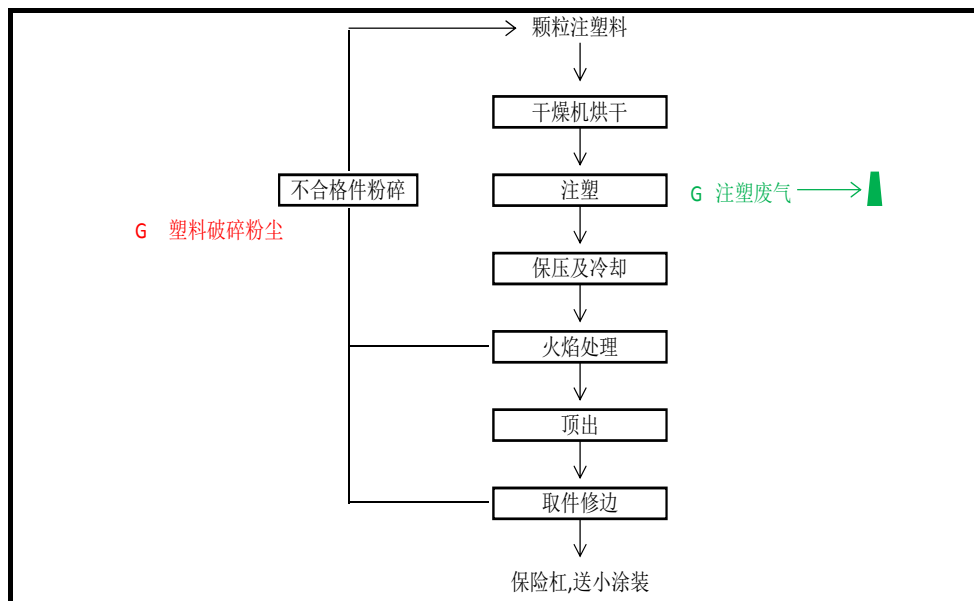 颗粒注塑料
干燥机烘干
不合格件粉碎
注塑
G 注塑废气
G 塑料破碎粉尘
保压及冷却
火焰处理
顶出
取件修边
保险杠,送小涂装